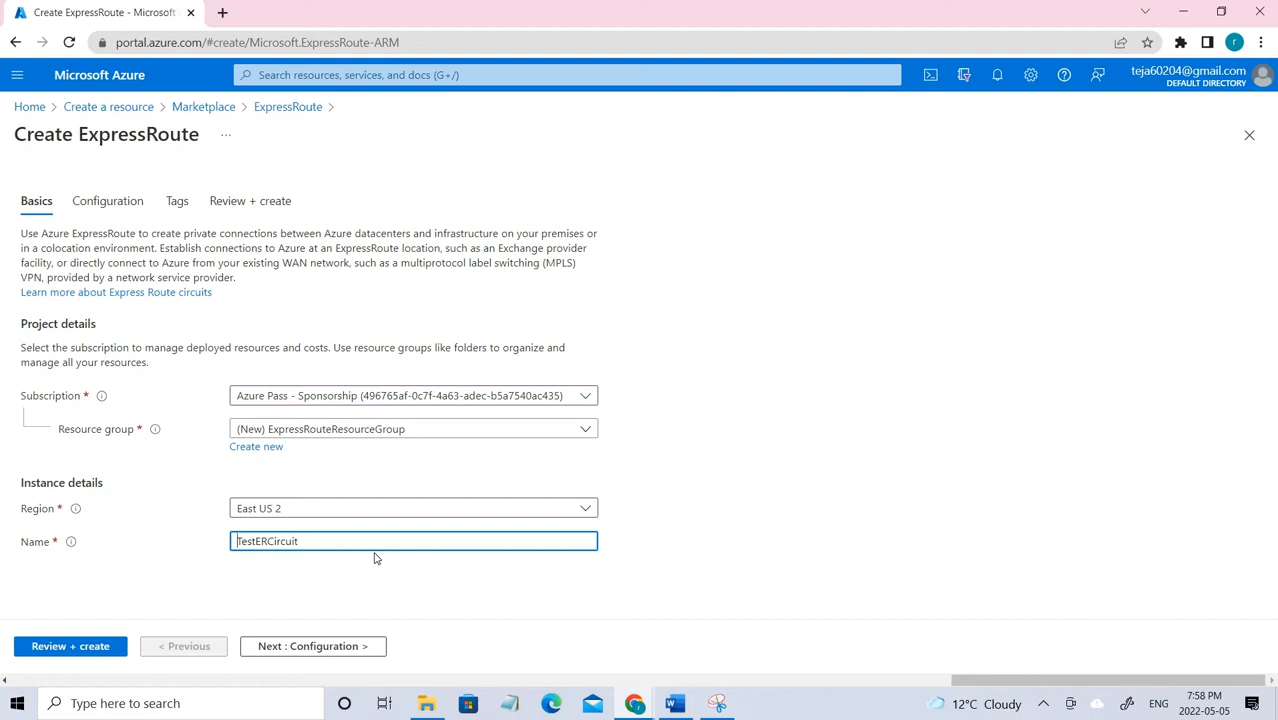 Create ExpressRoute - Microsoft
portal.azure.com/#create/Microsoft.ExpressRoute-ARM
r
Microsoft Azure
Search resources, services, and docs (G+/)
teja60204@gmail.com
DEFAULT DIRECTORY
Home > Create a resource > Marketplace > ExpressRoute >
Create ExpressRoute ...
Basics Configuration Tags Review + create
Use Azure ExpressRoute to create private connections between Azure datacenters and infrastructure on your premises or
in a colocation environment. Establish connections to Azure at an ExpressRoute location, such as an Exchange provider
facility, or directly connect to Azure from your existing WAN network, such as a multiprotocol label switching (MPLS)
VPN, provided by a network service provider.
Learn more about Express Route circuits
Project details
Select the subscription to manage deployed resources and costs. Use resource groups like folders to organize and
manage all your resources.
Subscription *
Azure Pass - Sponsorship (496765af-0c7f-4a63-adec-b5a7540ac435)
Resource group *
(New) ExpressRouteResourceGroup
Create new
Instance details
Region *
East US 2
Name *
TestERCircuit
Review + create
< Previous
Next : Configuration >
Type here to search
12°C Cloudy
ENG
7:58 PM
2022-05-05